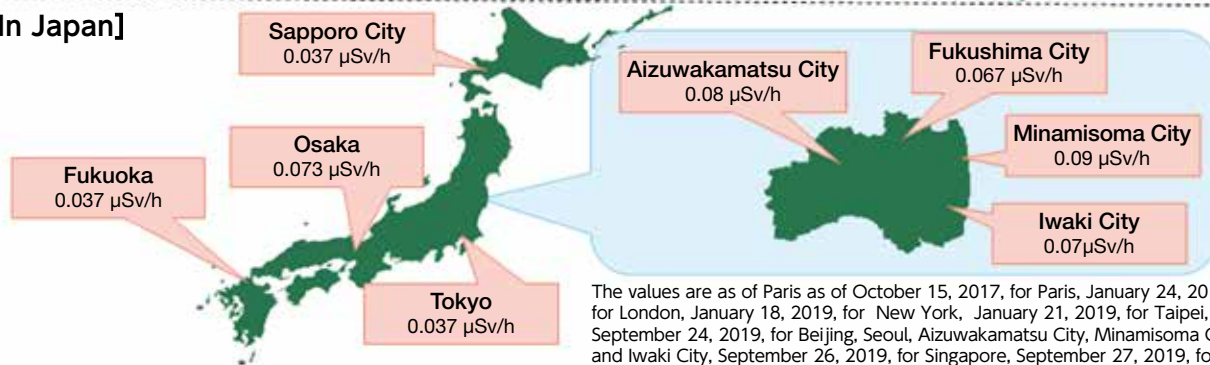 In Japan]
Sapporo City
0.037 μSv/h
Osaka
0.073 μSv/h
Fukuoka
0.037 μSv/h
Tokyo
0.037 μSv/h
Aizuwakamatsu City
0.08 μSv/h
Fukushima City
0.067 μSv/h
Minamisoma City
0.09 μSv/h
Iwaki City
0.07μSv/h
The values are as of Paris as of October 15, 2017, for Paris, January 24, 20
for London, January 18, 2019, for New York, January 21, 2019, for Taipei,
September 24, 2019, for Beijing, Seoul, Aizuwakamatsu City, Minamisoma
and Iwaki City, September 26, 2019, for Singapore, September 27, 2019,